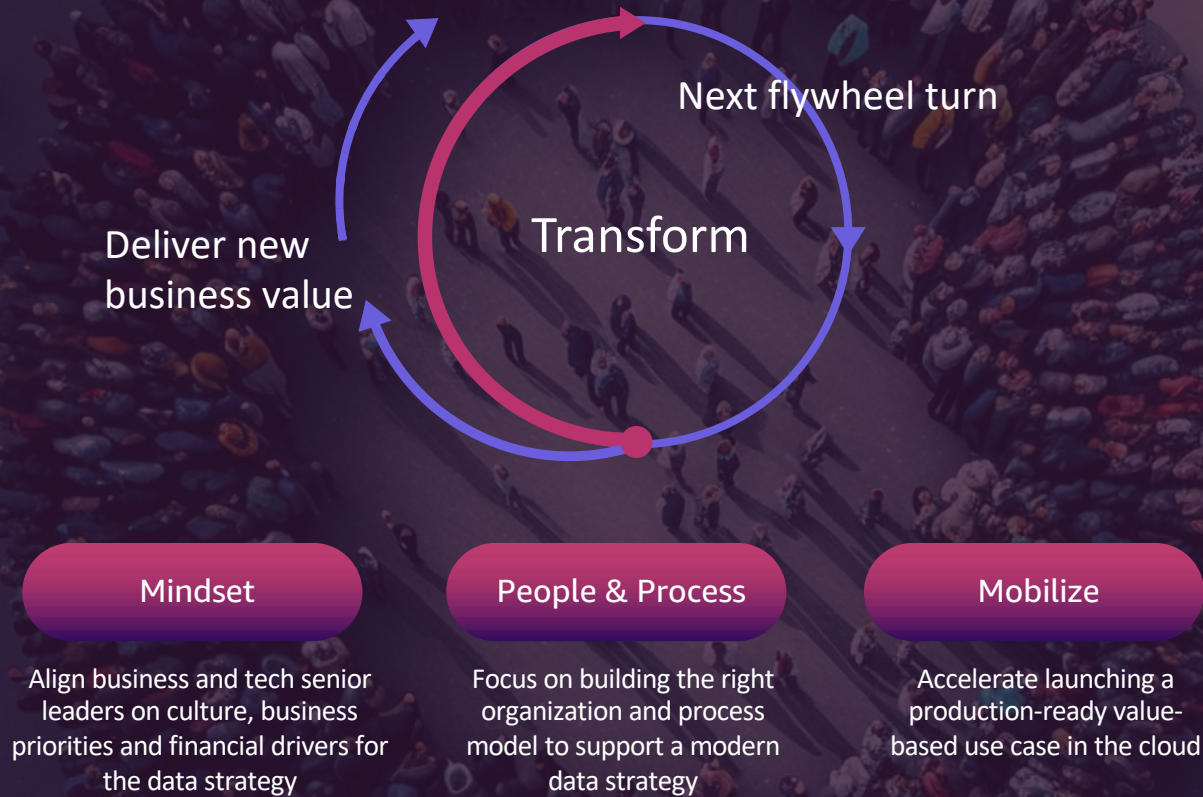 Next flywheel turn
Transform
Deliver new
business value
Mindset
Align business and tech senior
leaders on culture, business
priorities and financial drivers for
the data strategy
People & Process
Focus on building the right
organization and process
model to support a modern
data strategy
Mobilize
Accelerate launching a
production-ready value-
based use case in the cloud